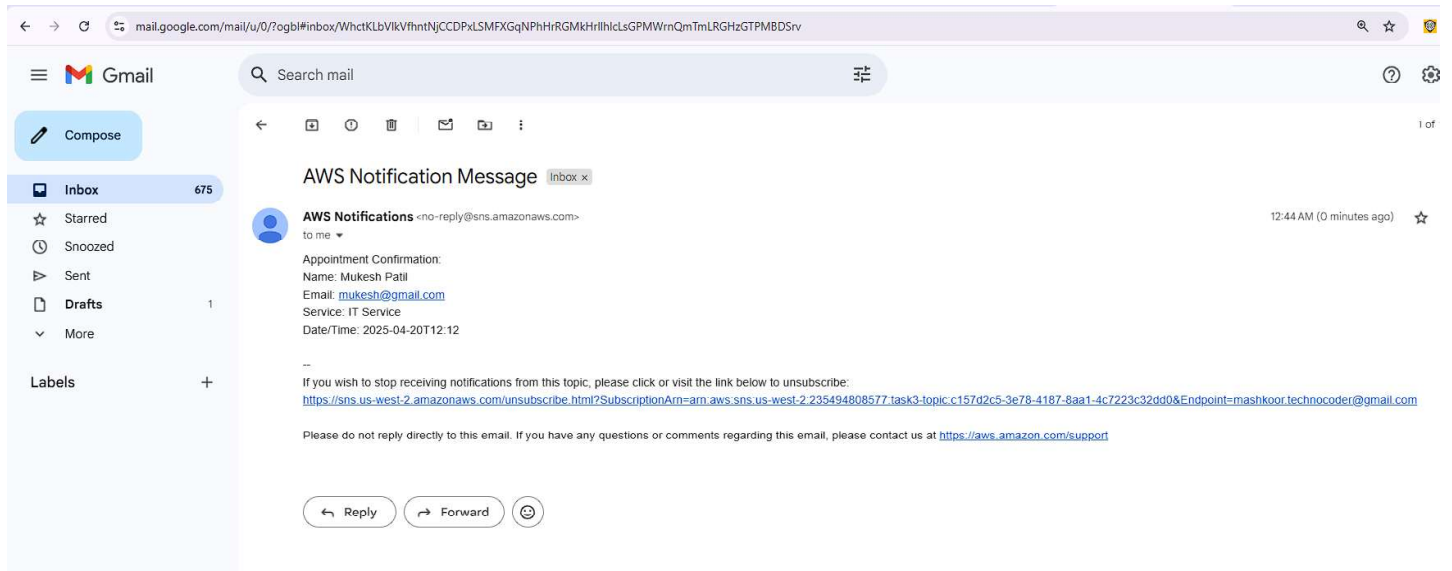 mail.google.com/mail/u/0/?ogbl#inbox/WhctKLbVlkVfhntNjCCDPxLSMFXGqNPhHrRGMkHrllhlcLsGPMWrnQmTmLRGHzGTPMBDSrv
Gmail
Search mail
Compose
1 of
AWS Notification Message Inbox ×
Inbox 675
AWS Notifications <no-reply@sns.amazonaws.com> 12:44 AM (0 minutes ago)
Starred
to me
Snoozed
Appointment Confirmation:
Sent
Name: Mukesh Patil
Email: mukesh@gmail.com
Drafts 1
Service: IT Service
More
Date/Time: 2025-04-20T12:12
--
Labels +
If you wish to stop receiving notifications from this topic, please click or visit the link below to unsubscribe:
https://sns.us-west-2.amazonaws.com/unsubscribe.html?SubscriptionArn=arn:aws:sns:us-west-2:235494808577:task3-topic:c157d2c5-3e78-4187-8aa1-4c7223c32dd0&Endpoint=mashkoor.technocoder@gmail.com
Please do not reply directly to this email. If you have any questions or comments regarding this email, please contact us at https://aws.amazon.com/support
Reply
Forward